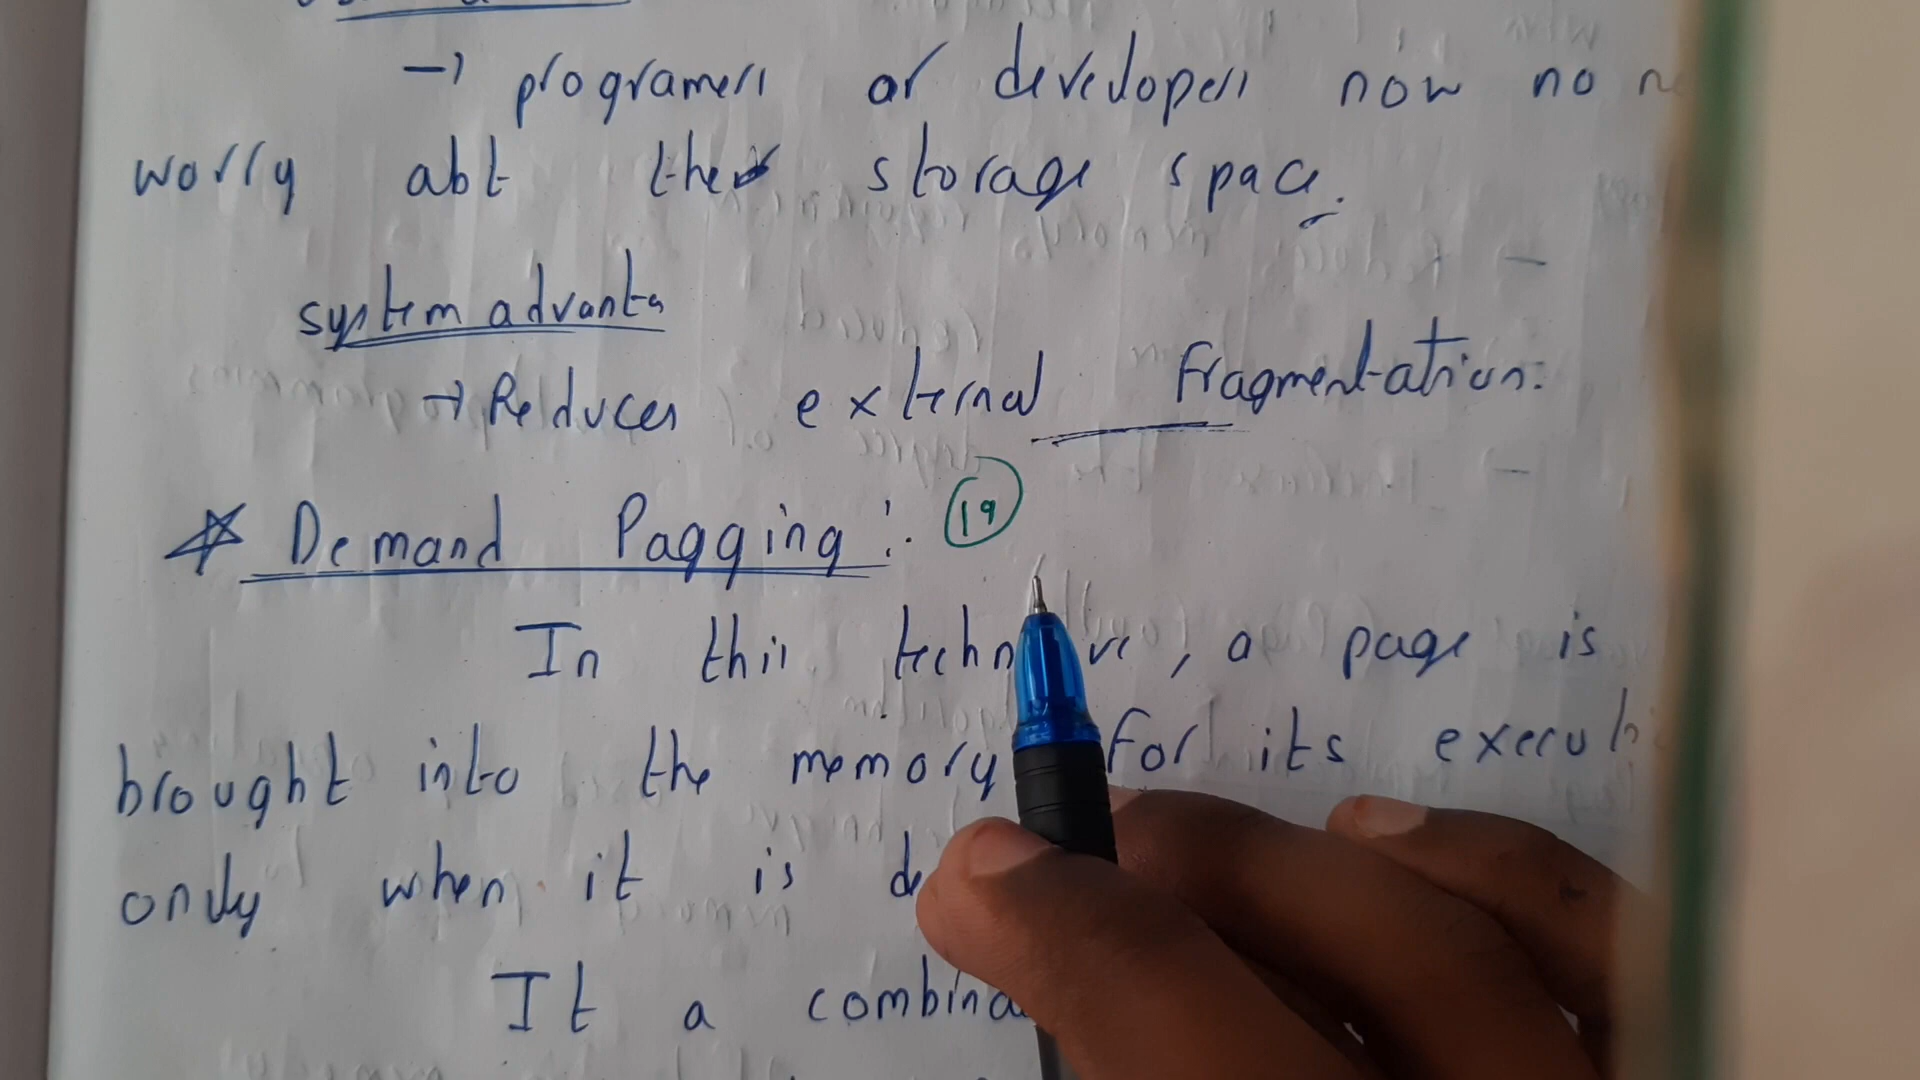 → programers or developers now no
worry abt the storage space.
system advanta
→ Reduces external fragmentation:
☆ Demand Pagging :. 19
In this , a page is
brought into the memory for its
only when it is
It a